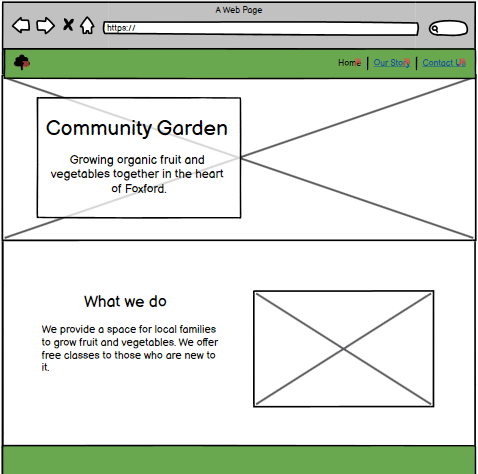 A Web Page
https://
Home | Our Story | Contact Us
Community Garden
Growing organic fruit and
vegetables together in the heart
of Foxford.
What we do
We provide a space for local families
to grow fruit and vegetables. We offer
free classes to those who are new to
it.